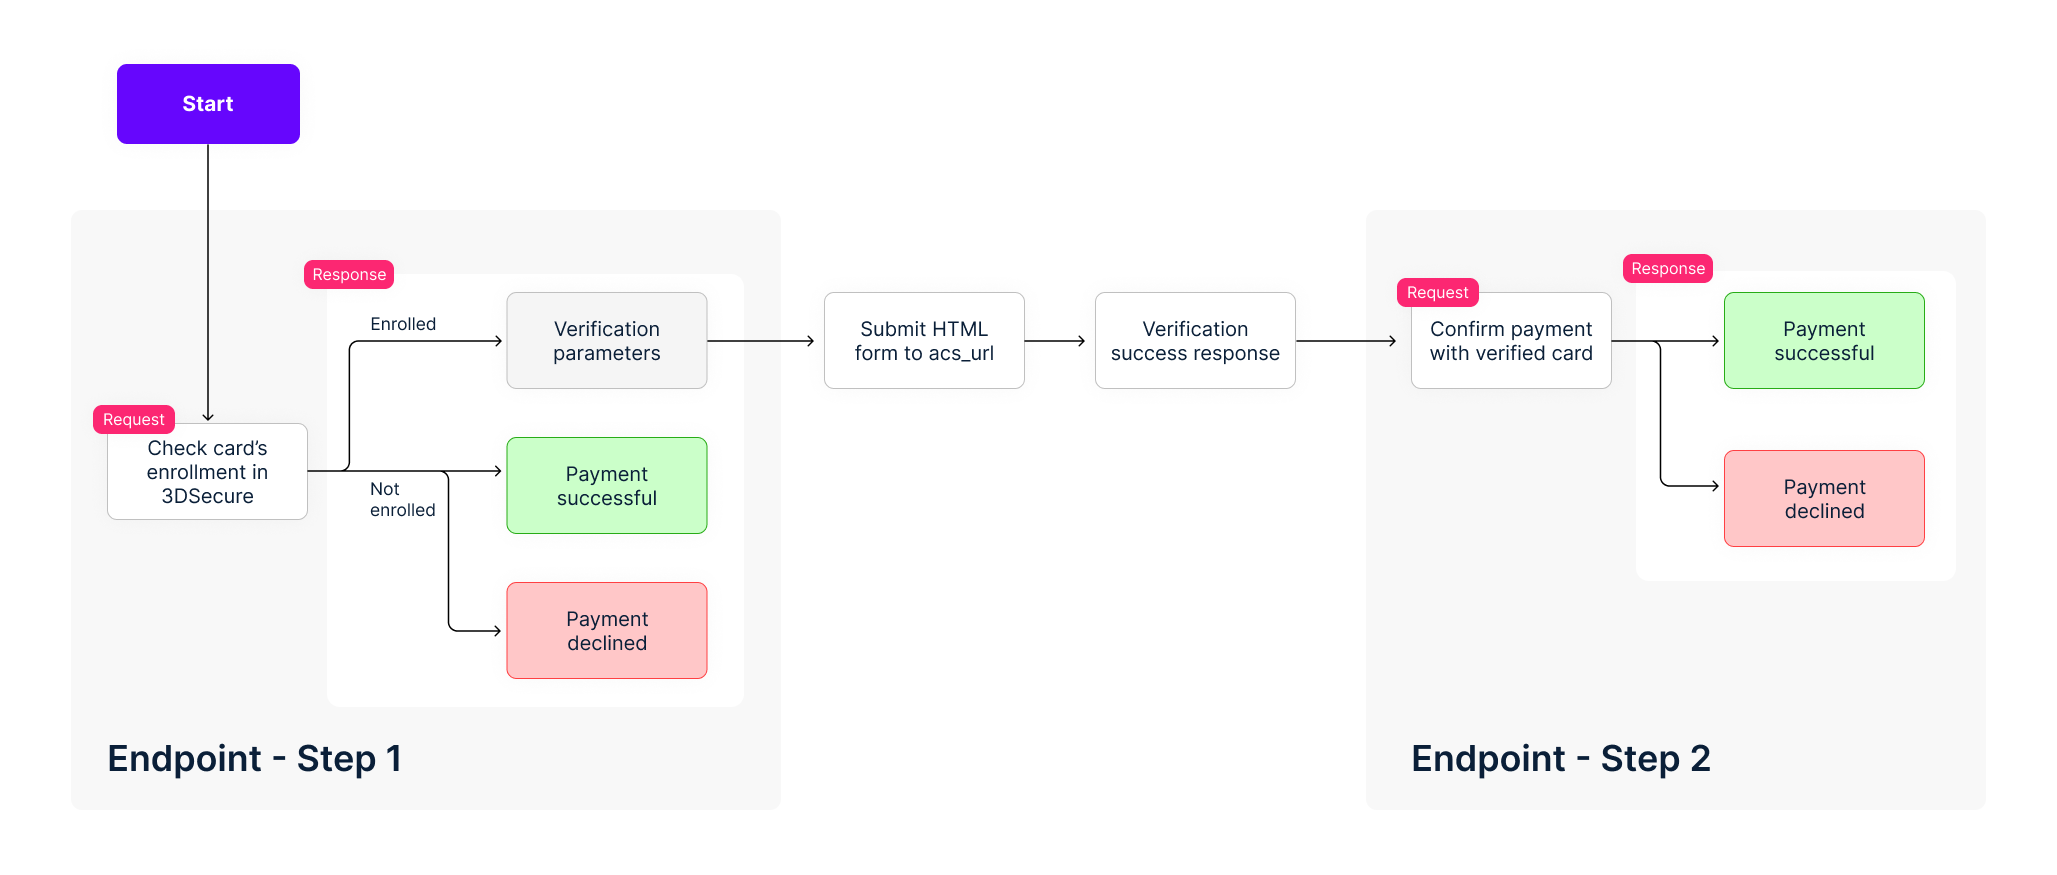 Start
Response
Enrolled
Verification
parameters
Request
Check card’s
enrollment in
3DSecure
Not
enrolled
Payment
successful
Payment
declined
Endpoint - Step 1
Submit HTML
form to acs_url
Verification
success response
Request
Confirm payment
with verified card
Response
Payment
successful
Payment
declined
Endpoint - Step 2